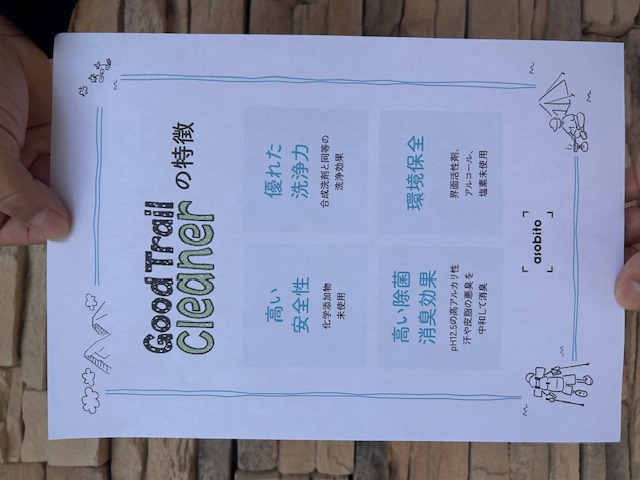 Good Trail
Cleaner の特徴
高い
安全性
化学添加物
未使用
優れた
洗浄力
合成洗剤と同等の
洗浄効果
高い除菌
消臭効果
pH12.5の高アルカリ性
汗や皮脂の悪臭を
中和して消臭
環境保全
界面活性剤、
アルコール、
塩素未使用
asobito